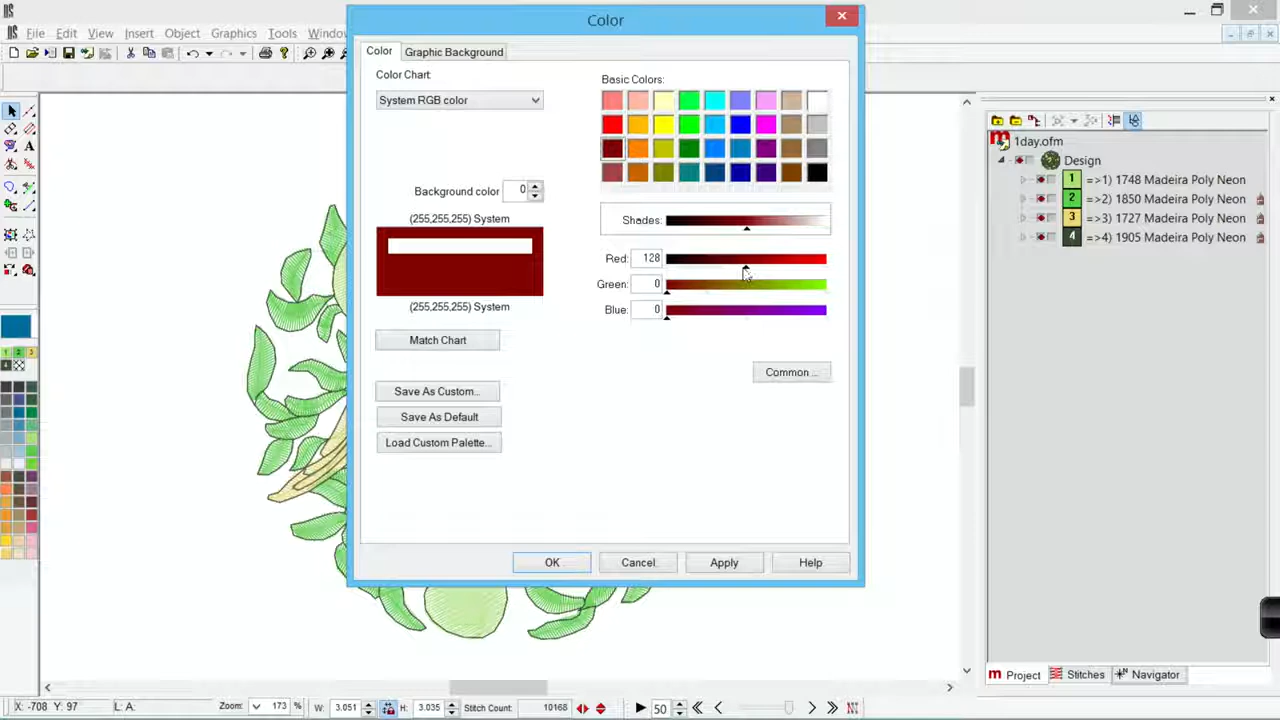 Color
File Edit View Insert Object Graphics Tools Window
Color Graphic Background
Color Chart:
System RGB color
Background color 0
(255,255,255) System
(255,255,255) System
Match Chart
Save As Custom...
Save As Default
Load Custom Palette...
Basic Colors:
Shades:
Red: 128
Green: 0
Blue: 0
Common ...
OK Cancel Apply Help
1day.ofm
Design
1 =>1) 1748 Madeira Poly Neon
2 =>2) 1850 Madeira Poly Neon
3 =>3) 1727 Madeira Poly Neon
4 =>4) 1905 Madeira Poly Neon
Project Stitches Navigator
X: -708 Y: 97 L: A: Zoom: 173 % W: 3.051 H: 3.035 Stitch Count: 10168 50